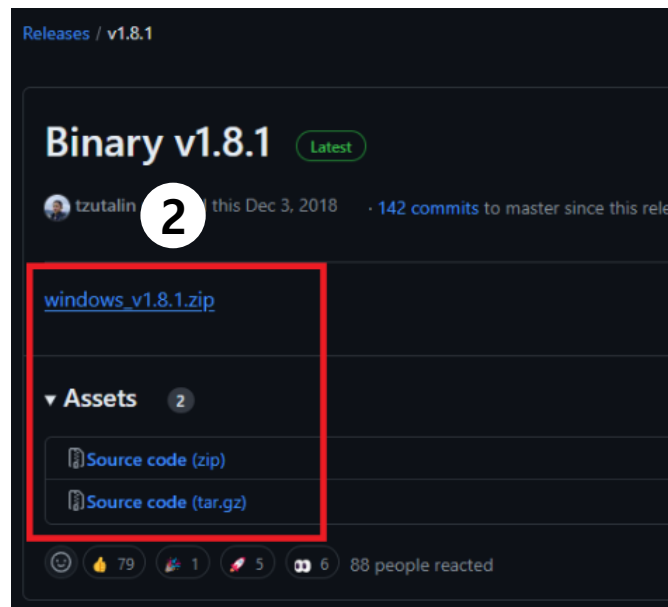 Releases / v1.8.1
Binary v1.8.1 Latest
tzutalin this Dec 3, 2018 · 142 commits to master since this
2
windows_v1.8.1.zip
Assets 2
Source code (zip)
Source code (tar.gz)
79 1 5 6 88 people reacted